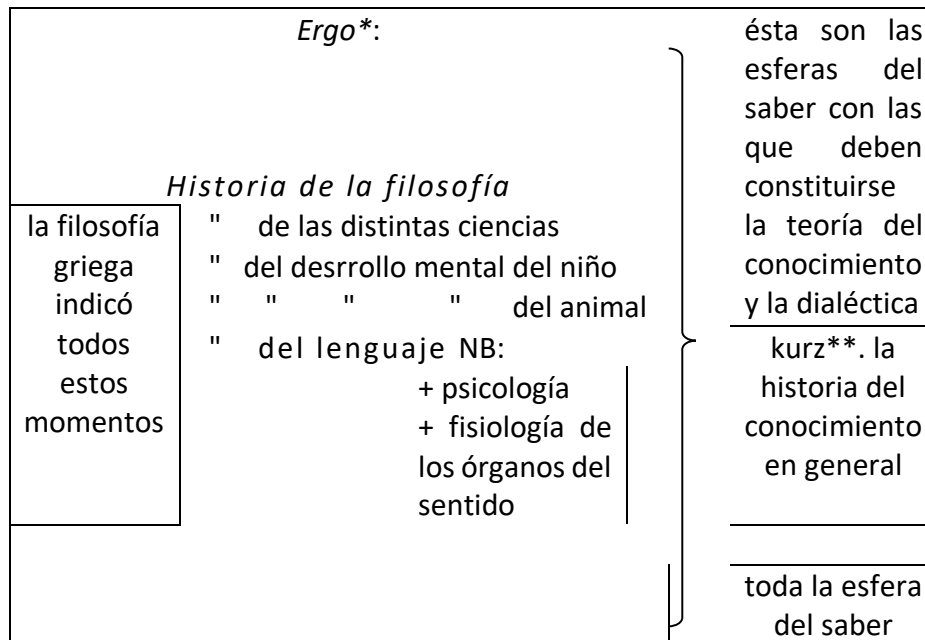 Ergo*:
Historia de la filosofía
la filosofía
griega
indicó
todos
estos
momentos
" de las distintas ciencias
" del desrrollo mental del niño
" " " " del animal
" del lenguaje NB:
+ psicología
+ fisiología de
los órganos del
sentido
ésta son las
esferas del
saber con las
que deben
constituirse
la teoría del
conocimiento
y la dialéctica
kurz**. la
historia del
conocimiento
en general
toda la esfera
del saber